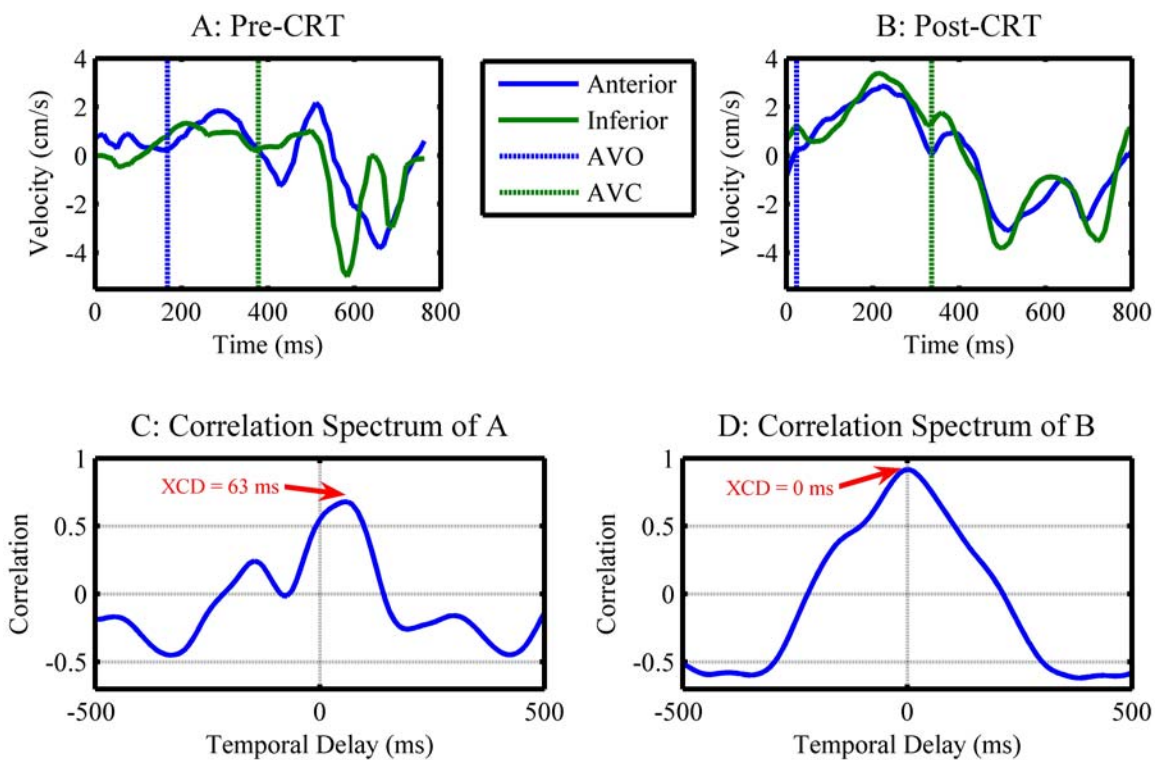 A: Pre-CRT
B: Post-CRT
4
2
0
-2
-4
Velocity (cm/s)
0 200 400 600 800
Time (ms)
Anterior
Inferior
AVO
AVC
4
2
0
-2
-4
Velocity (cm/s)
0 200 400 600 800
Time (ms)
C: Correlation Spectrum of A
D: Correlation Spectrum of B
1
0.5
0
-0.5
Correlation
XCD = 63 ms
-500 0 500
Temporal Delay (ms)
1
0.5
0
-0.5
Correlation
XCD = 0 ms
-500 0 500
Temporal Delay (ms)